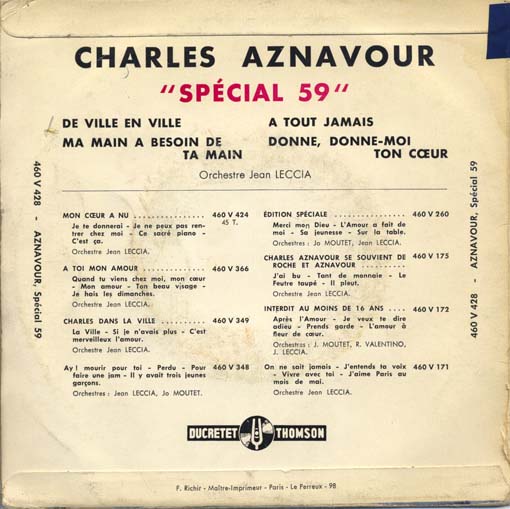 CHARLES AZNAVOUR
"SPÉCIAL 59"
DE VILLE EN VILLE
MA MAIN A BESOIN DE
TA MAIN
A TOUT JAMAIS
DONNE, DONNE-MOI
TON CŒUR
Orchestre Jean LECCIA
460 V 428 - AZNAVOUR, Spécial 59
MON CŒUR A NU .............. 460 V 424
45 T.
Je te donnerai - Je ne peux pas ren-
trer chez moi - Ce sacré piano -
C'est ça.
Orchestre Jean LECCIA.
A TOI MON AMOUR ............ 460 V 366
Quand tu viens chez moi, mon cœur
- Mon amour - Ton beau visage -
Je hais les dimanches.
Orchestre Jean LECCIA.
CHARLES DANS LA VILLE ......... 460 V 349
La Ville - Si je n'avais plus - C'est
merveilleux l'amour.
Orchestre Jean LECCIA.
Ay ! mourir pour toi - Perdu - Pour 460 V 348
faire une jam - Il y avait trois jeunes
garçons.
Orchestres : Jean LECCIA, Jo MOUTET.
ÉDITION SPÉCIALE ............. 460 V 260
Merci mon Dieu - L'Amour a fait de
moi - Sa jeunesse - Sur la table.
Orchestres : Jo MOUTET, Jean LECCIA.
CHARLES AZNAVOUR SE SOUVIENT DE 460 V 175
ROCHE ET AZNAVOUR ..........
J'ai bu - Tant de monnaie - Le
Feutre taupé - Il pleut.
Orchestre Jean LECCIA.
INTERDIT AU MOINS DE 16 ANS .... 460 V 172
Après l'Amour - Je veux te dire
adieu - Prends garde - L'amour à
fleur de cœur.
Orchestres : J. MOUTET, R. VALENTINO,
J. LECCIA.
On ne sait jamais - J'entends ta voix 460 V 171
- Vivre avec toi - J'aime Paris au
mois de mai.
Orchestre Jean LECCIA.
460 V 428 - AZNAVOUR, Spécial 59
DUCRETET THOMSON
F. Richir - Maître-Imprimeur - Paris - Le Perreux - 98